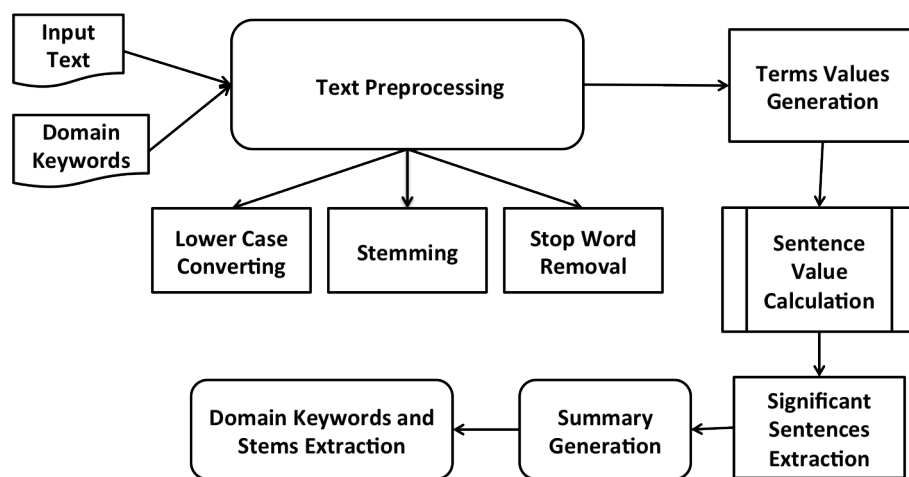 Input
Text
Text Preprocessing
Terms Values
Generation
Domain
Keywords
Lower Case
Converting
Stemming
Stop Word
Removal
Sentence
Value
Calculation
Domain Keywords and
Stems Extraction
Summary
Generation
Significant
Sentences
Extraction